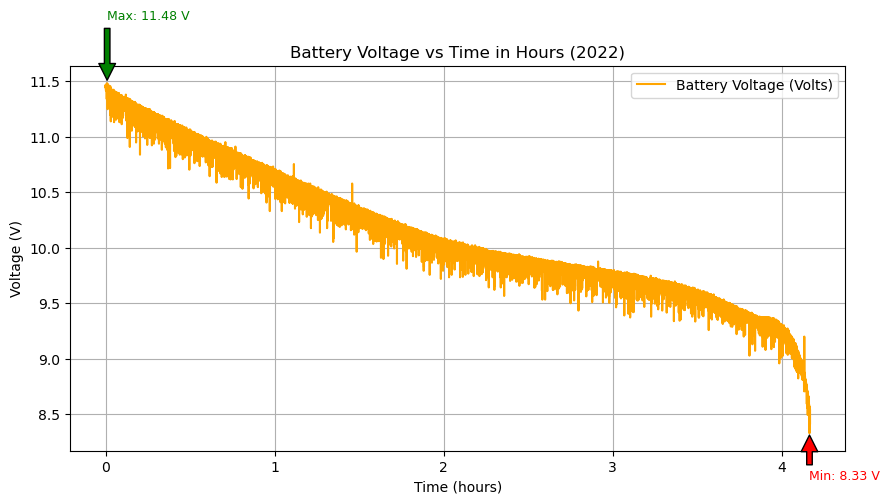 Max: 11.48 V
Battery Voltage vs Time in Hours (2022)
Battery Voltage (Volts)
11.5
11.0
10.5
10.0
9.5
9.0
8.5
Voltage (V)
0 1 2 3 4
Time (hours)
Min: 8.33 V